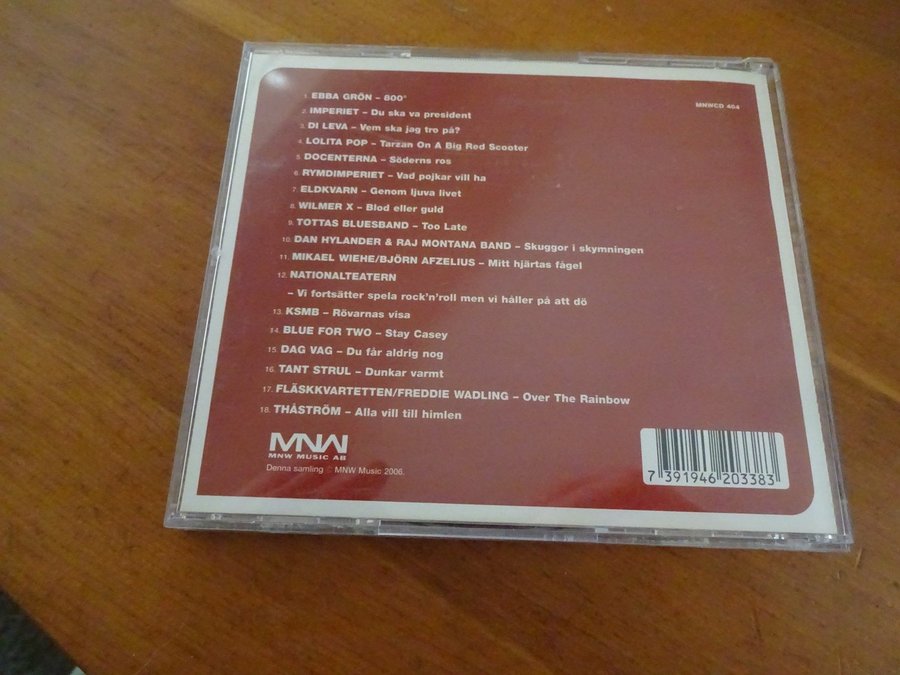 1. EBBA GRÖN – 800°
2. IMPERIET – Du ska va president
3. DI LEVA – Vem ska jag tro på?
4. LOLITA POP – Tarzan On A Big Red Scooter
5. DOCENTERNA – Söderns ros
6. RYMDIMPERIET – Vad pojkar vill ha
7. ELDKVARN – Genom ljuva livet
8. WILMER X – Blod eller guld
9. TOTTAS BLUESBAND – Too Late
10. DAN HYLANDER & RAJ MONTANA BAND – Skuggor i skymningen
11. MIKAEL WIEHE/BJÖRN AFZELIUS – Mitt hjärtas fågel
12. NATIONALTEATERN
– Vi fortsätter spela rock'n'roll men vi håller på att dö
13. KSMB – Rövarnas visa
14. BLUE FOR TWO – Stay Casey
15. DAG VAG – Du får aldrig nog
16. TANT STRUL – Dunkar varmt
17. FLÄSKKVARTETTEN/FREDDIE WADLING – Over The Rainbow
18. THÅSTRÖM – Alla vill till himlen
MNWCD 404
MNW
MNW MUSIC AB
Denna samling © MNW Music 2006.
7 391946 203383